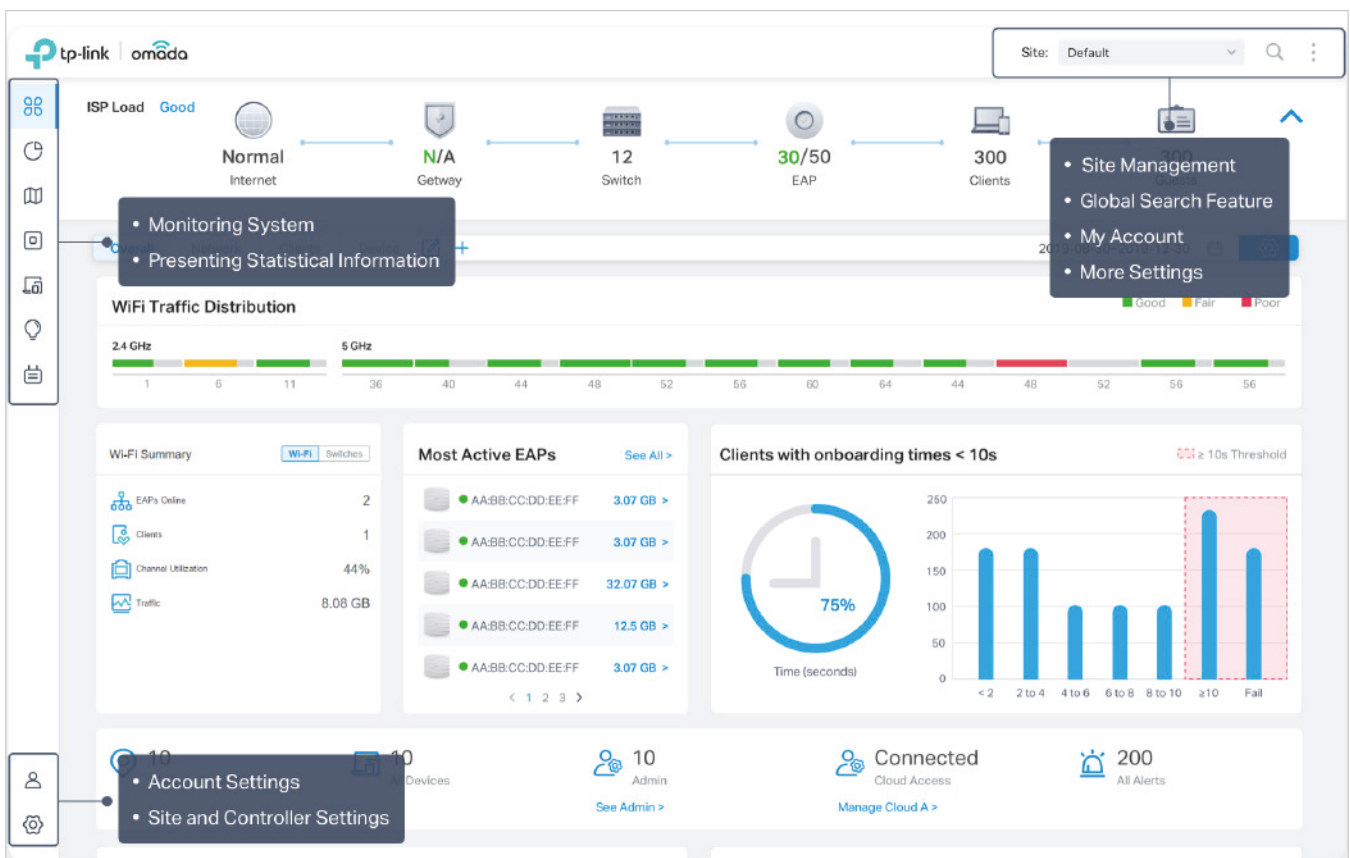 tp-link | omada
Site: Default
ISP Load Good
Normal
Internet
N/A
Getway
12
Switch
30/50
EAP
300
Clients
• Site Management
• Global Search Feature
• My Account
• More Settings
• Monitoring System
• Presenting Statistical Information
WiFi Traffic Distribution
Good Fair Poor
2.4 GHz 5 GHz
1 6 11 36 40 44 48 52 56 60 64 44 48 52 56 56
Wi-Fi Summary Wi-Fi Switches
EAPs Online 2
Clients 1
Channel Utilization 44%
Traffic 8.08 GB
Most Active EAPs See All >
AA:BB:CC:DD:EE:FF 3.07 GB >
AA:BB:CC:DD:EE:FF 3.07 GB >
AA:BB:CC:DD:EE:FF 32.07 GB >
AA:BB:CC:DD:EE:FF 12.5 GB >
AA:BB:CC:DD:EE:FF 3.07 GB >
< 1 2 3 >
Clients with onboarding times < 10s ≥ 10s Threshold
75%
Time (seconds)
250
200
150
100
50
0
< 2 2 to 4 4 to 6 6 to 8 8 to 10 ≥10 Fail
10
• Account Settings
• Site and Controller Settings
10
Devices
10
Admin
See Admin >
Connected
Cloud Access
Manage Cloud A >
200
All Alerts